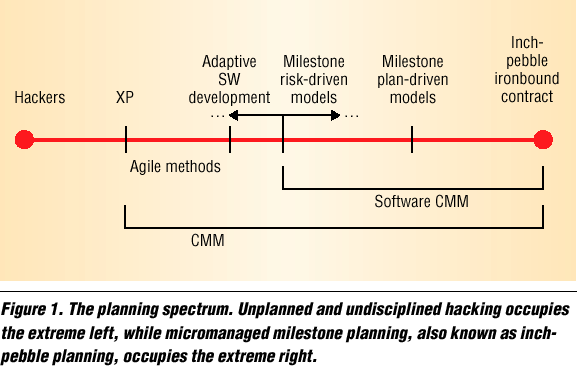 Hackers
XP
Adaptive
SW
development
Milestone
risk-driven
models
Milestone
plan-driven
models
Inch-
pebble
ironbound
contract
... ...
Agile methods
Software CMM
CMM
Figure 1. The planning spectrum. Unplanned and undisciplined hacking occupies
the extreme left, while micromanaged milestone planning, also known as inch-
pebble planning, occupies the extreme right.